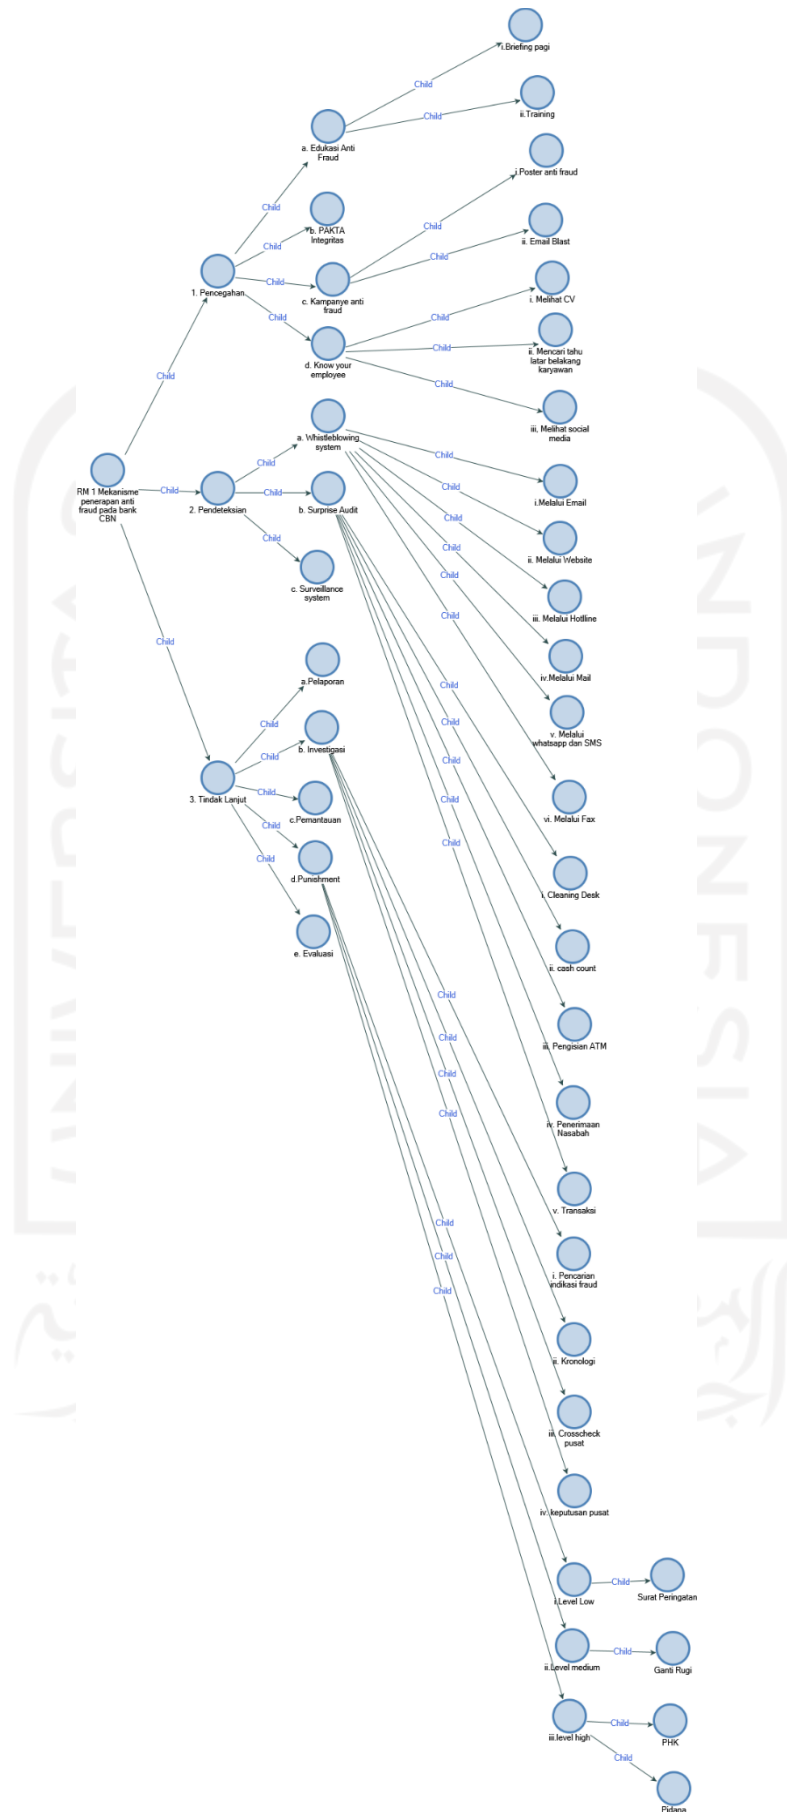 i.Briefing pagi
Child
ii.Training
Child
a. Edukasi Anti
Fraud
i.Poster anti fraud
Child
Child
b. PAKTA
Integritas
Child
ii. Email Blast
Child
Child
1. Pencegahan
Child
c. Kampanye anti
fraud
i. Melihat CV
Child
Child
d. Know your
employee
Child
ii. Mencari tahu
latar belakang
karyawan
Child
Child
iii. Melihat social
media
a. Whistleblowing
system
Child
Child
i.Melalui Email
RM 1 Mekanisme
penerapan anti
fraud pada bank
CBN
Child
2. Pendeteksian
Child
b. Surprise Audit
Child
ii. Melalui Website
Child
Child
c. Surveillance
system
Child
Child
iii. Melalui Hotlline
Child
iv.Melalui Mail
a.Pelaporan
Child
v. Melalui
whatsapp dan SMS
Child
Child
b. Investigasi
Child
Child
3. Tindak Lanjut
Child
c.Pemantauan
Child
vi. Melalui Fax
Child
Child
d.Punishment
Child
i. Cleaning Desk
e. Evaluasi
ii. cash count
Child
iii. Pengisian ATM
Child
Child
Child
iv. Penerimaan
Nasabah
v. Transaksi
Child
Child
Child
i. Pencarian
indikasi fraud
ii. Kronologi
iii. Crosscheck
pusat
iv. keputusan pusat
i.Level Low
Child
Surat Peringatan
ii.Level medium
Child
Ganti Rugi
iii.level high
Child
PHK
Child
Pidana
UNIVERSITAS
INDONESIA